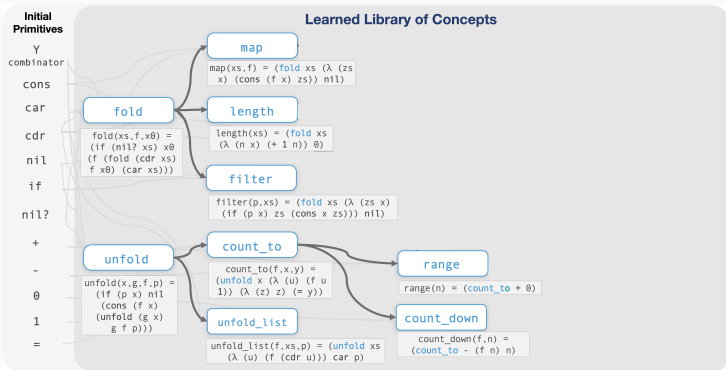 Initial
Primitives
Learned Library of Concepts
Y
combinator
cons
car
cdr
nil
if
nil?
+
-
0
1
=
fold
fold(xs,f,x0) =
(if (nil? xs) x0
(f (fold (cdr xs)
f x0) (car xs)))
map
map(xs,f) = (fold xs (λ (zs
x) (cons (f x) zs)) nil)
length
length(xs) = (fold xs
(λ (n x) (+ 1 n)) 0)
filter
filter(p,xs) = (fold xs (λ (zs x)
(if (p x) zs (cons x zs))) nil)
unfold
unfold(x,g,f,p) =
(if (p x) nil
(cons (f x)
(unfold (g x)
g f p)))
count_to
count_to(f,x,y) =
(unfold x (λ (u) (f u
1)) (λ (z) z) (= y))
unfold_list
unfold_list(f,xs,p) = (unfold xs
(λ (u) (f (cdr u))) car p)
range
range(n) = (count_to + 0)
count_down
count_down(f,n) =
(count_to - (f n) n)